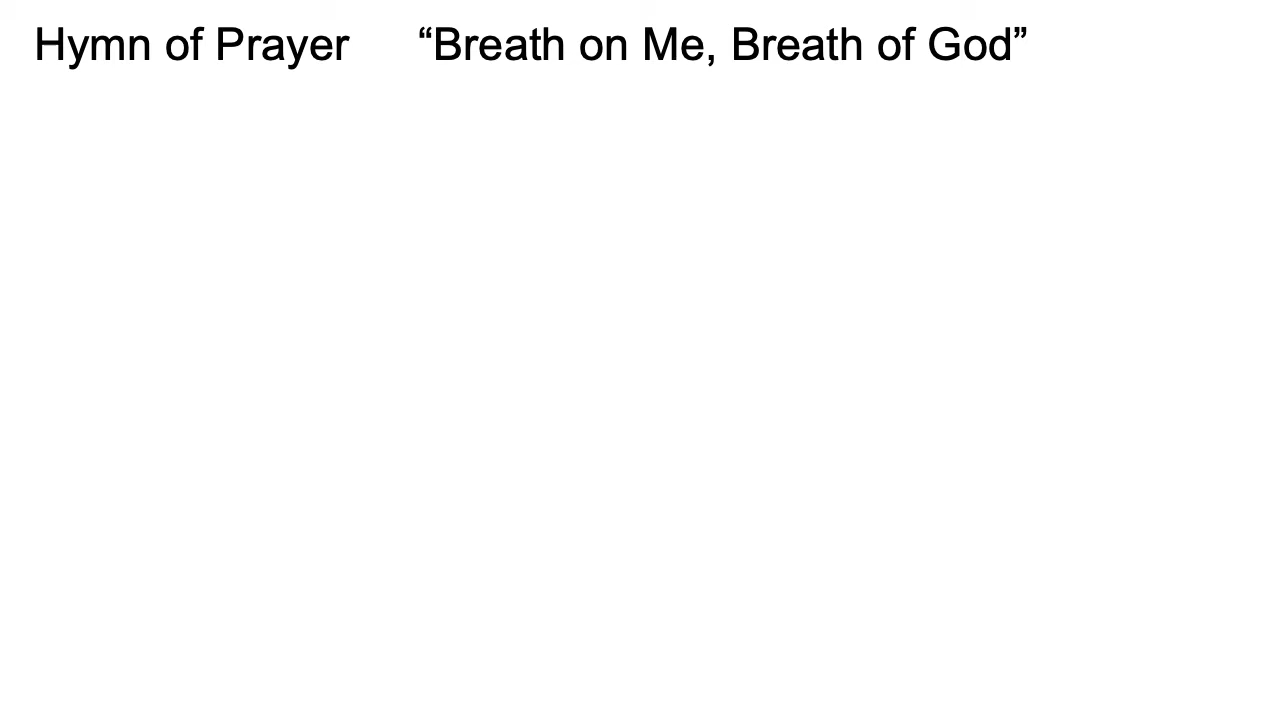 Hymn of Prayer “Breath on Me, Breath of God”